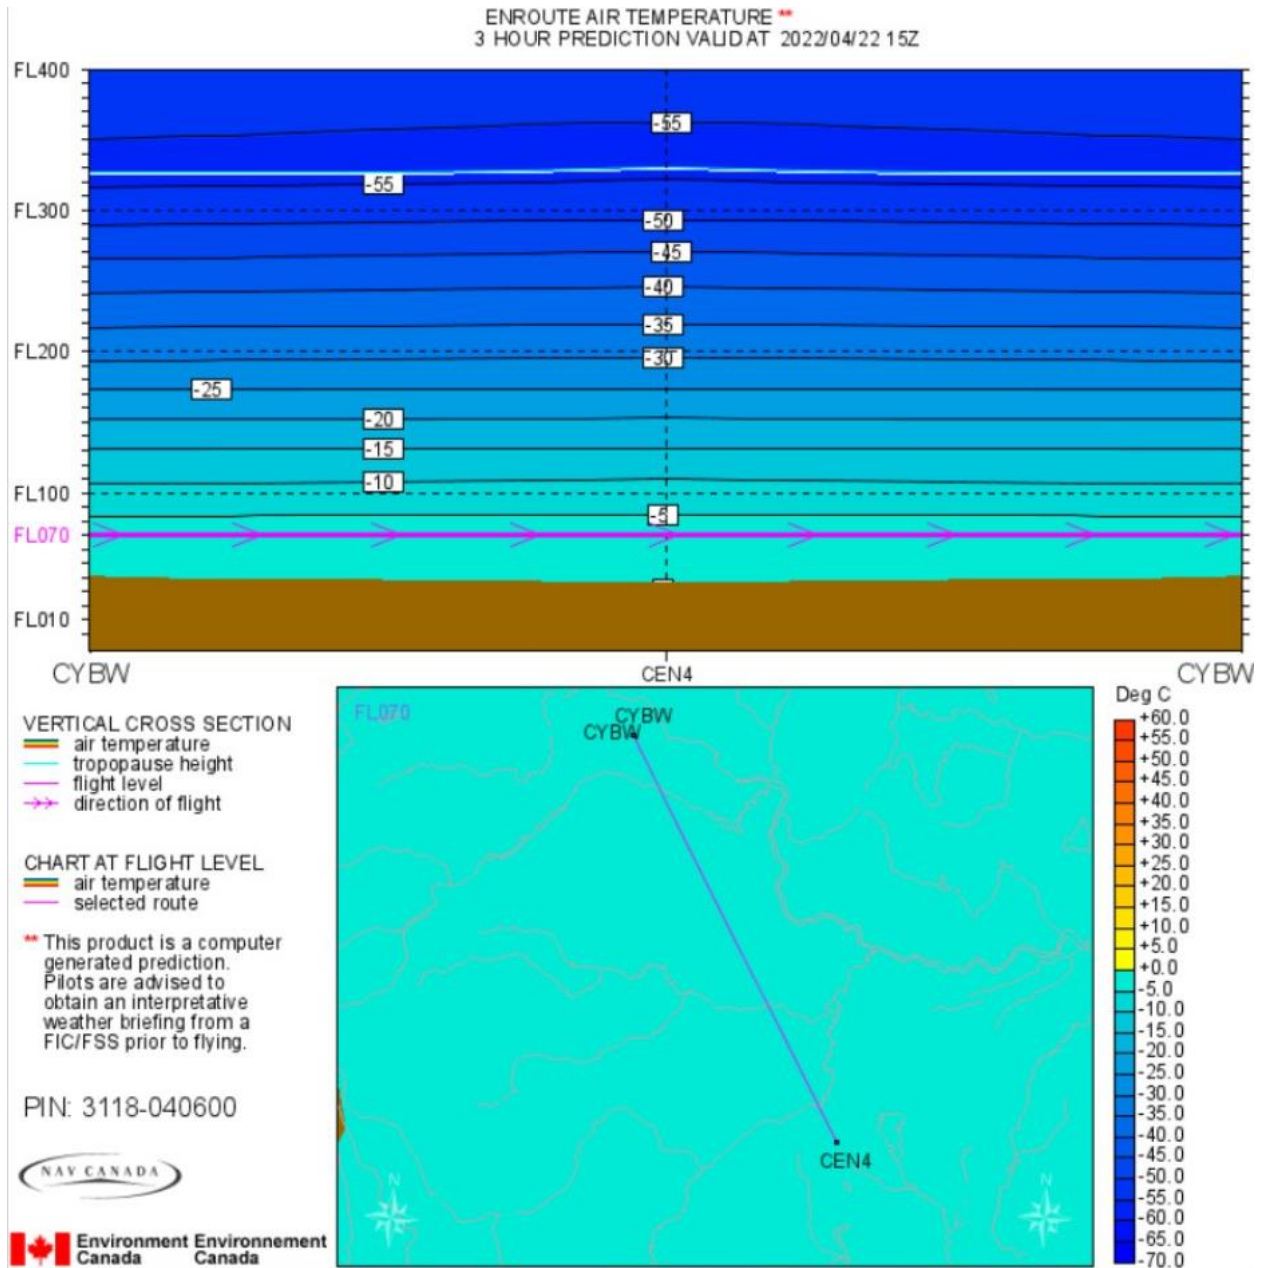 ENROUTE AIR TEMPERATURE **
3 HOUR PREDICTION VALID AT 2022/04/22 15Z
FL400
-55
-55
FL300
-50
-45
-40
-35
FL200
-30
-25
-20
-15
-10
FL100
-5
FL070
FL010
CYBW
CEN4
CYBW
VERTICAL CROSS SECTION
air temperature
tropopause height
flight level
direction of flight
CHART AT FLIGHT LEVEL
air temperature
selected route
** This product is a computer
generated prediction.
Pilots are advised to
obtain an interpretative
weather briefing from a
FIC/FSS prior to flying.
PIN: 3118-040600
NAV CANADA
Environment Environnement
Canada Canada
FL070
CYBW
CYBW
CEN4
N
N
Deg C
+60.0
+55.0
+50.0
+45.0
+40.0
+35.0
+30.0
+25.0
+20.0
+15.0
+10.0
+5.0
+0.0
-5.0
-10.0
-15.0
-20.0
-25.0
-30.0
-35.0
-40.0
-45.0
-50.0
-55.0
-60.0
-65.0
-70.0